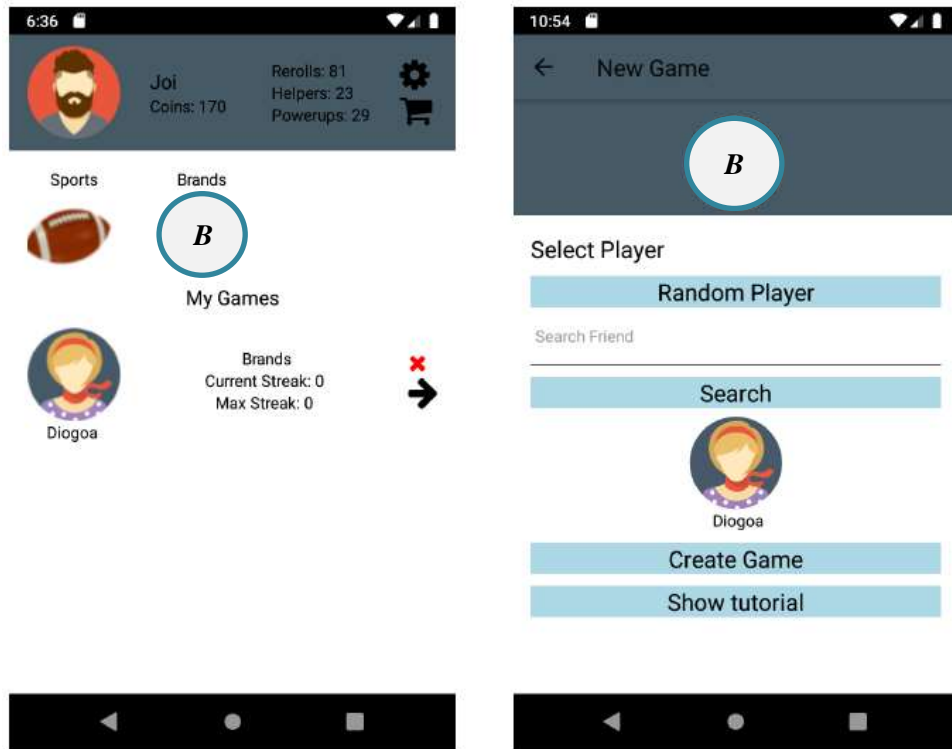 6:36
Joi
Coins: 170
Rerolls: 81
Helpers: 23
Powerups: 29
Sports
Brands
B
My Games
Diogoa
Brands
Current Streak: 0
Max Streak: 0
10:54
New Game
B
Select Player
Random Player
Search Friend
Search
Diogoa
Create Game
Show tutorial